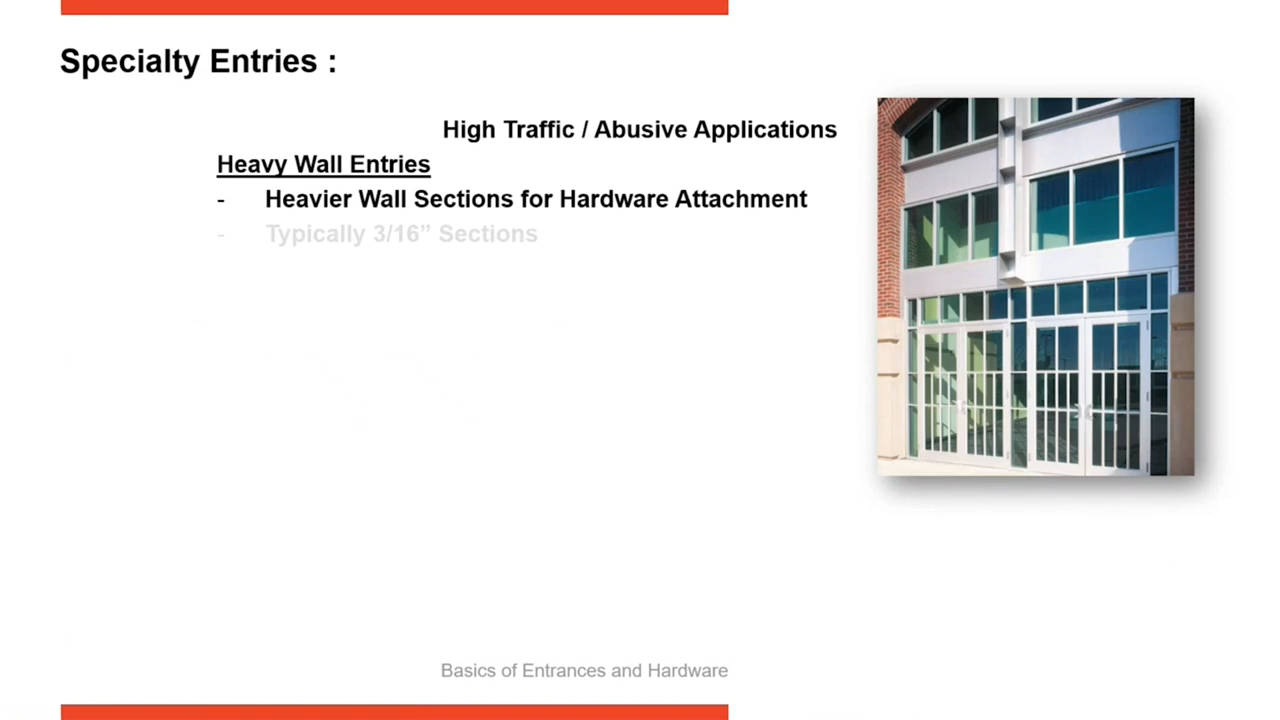 Specialty Entries :
High Traffic / Abusive Applications
Heavy Wall Entries
- Heavier Wall Sections for Hardware Attachment
- Typically 3/16” Sections
Basics of Entrances and Hardware